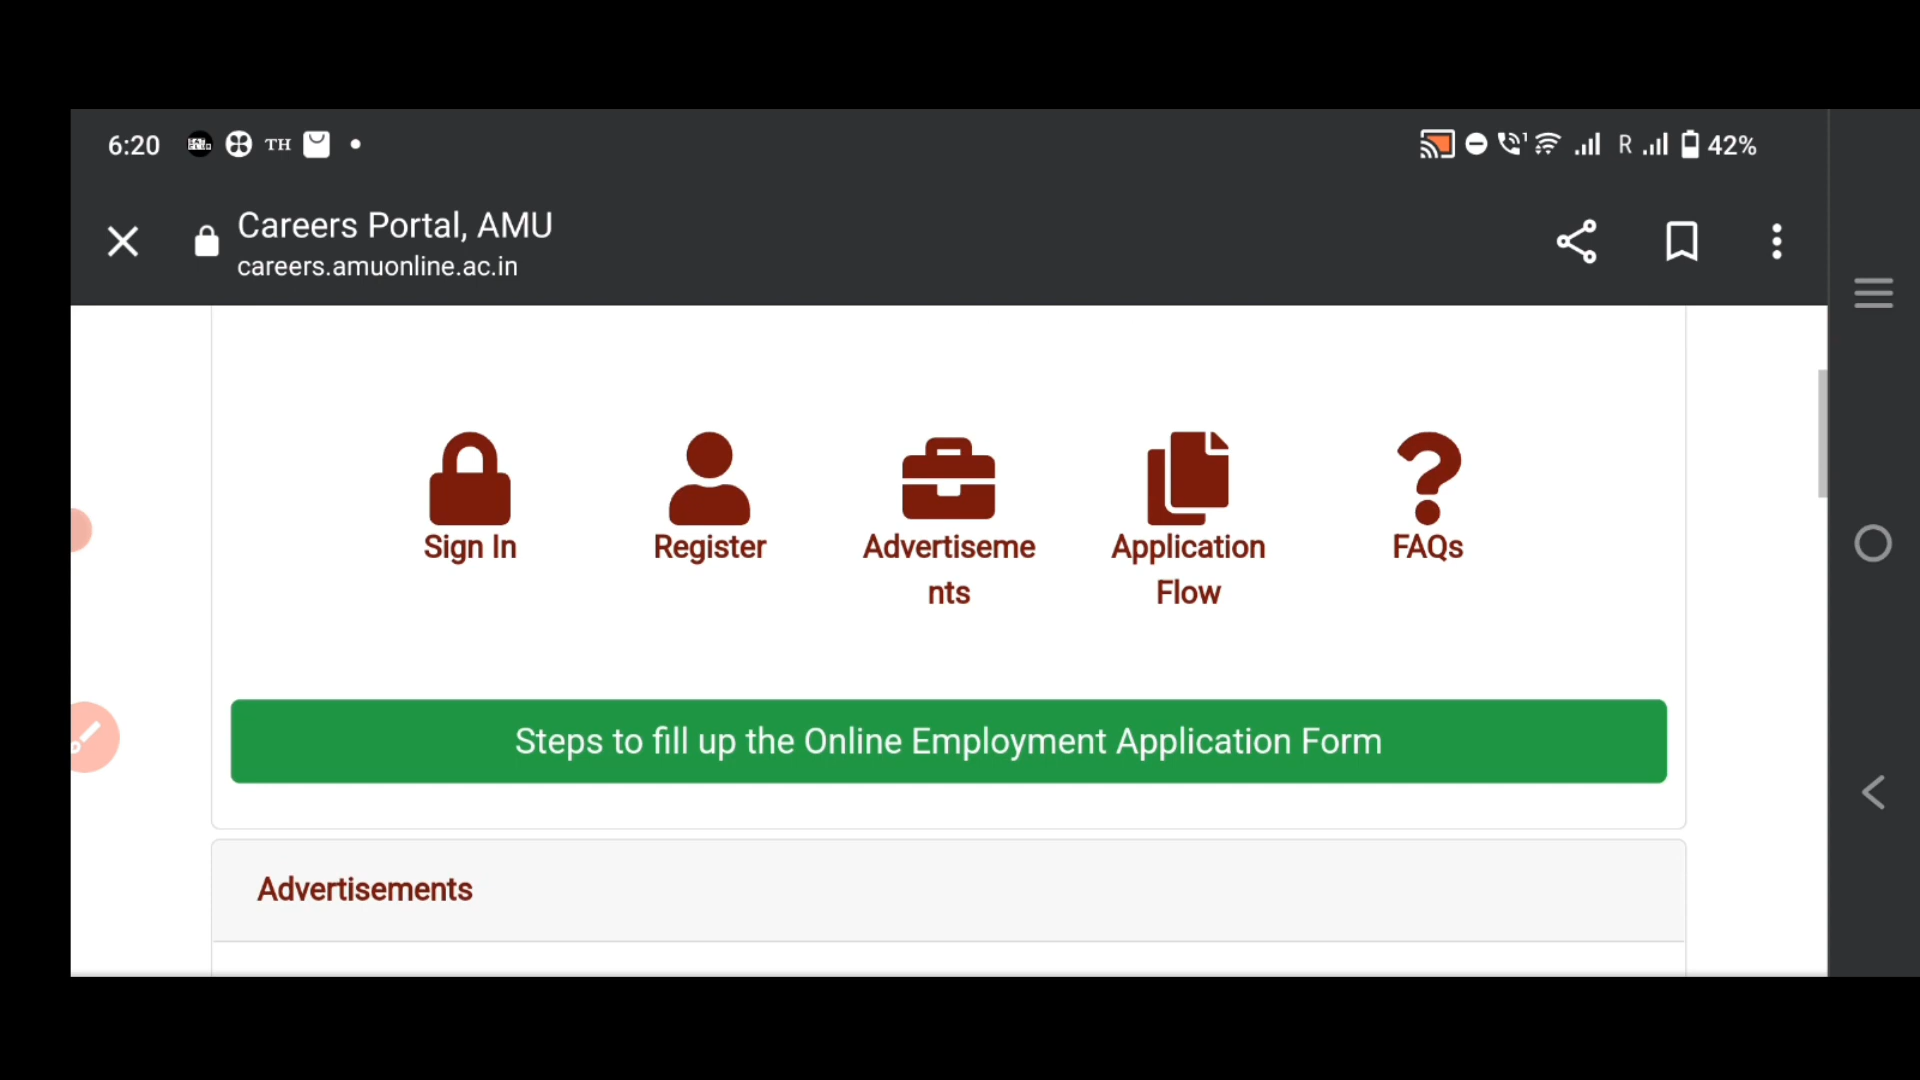 6:20 TH R 42%
Careers Portal, AMU
careers.amuonline.ac.in
Sign In Register Advertiseme Application FAQs
nts Flow
Steps to fill up the Online Employment Application Form
Advertisements